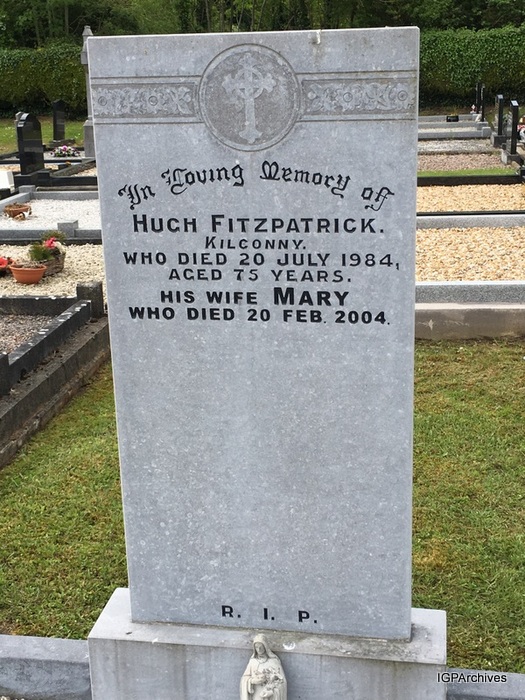 In Loving Memory of
HUGH FITZPATRICK.
KILCONNY.
WHO DIED 20 JULY 1984,
AGED 75 YEARS.
HIS WIFE MARY
WHO DIED 20 FEB. 2004.
R. I. P.
IGPArchives